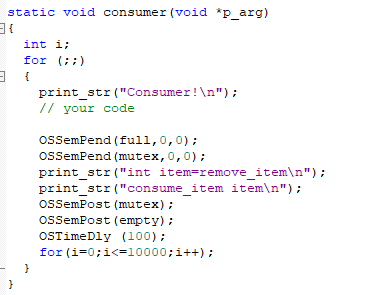 static void consumer(void *p_arg)
{
int i;
for (;;)
{
print_str("Consumer!\n");
// your code
OSSemPend(full,0,0);
OSSemPend(mutex,0,0);
print_str("int item=remove_item\n");
print_str("consume_item item\n");
OSSemPost(mutex);
OSSemPost(empty);
OSTimeDly (100);
for(i=0;i<=10000;i++);
}
}